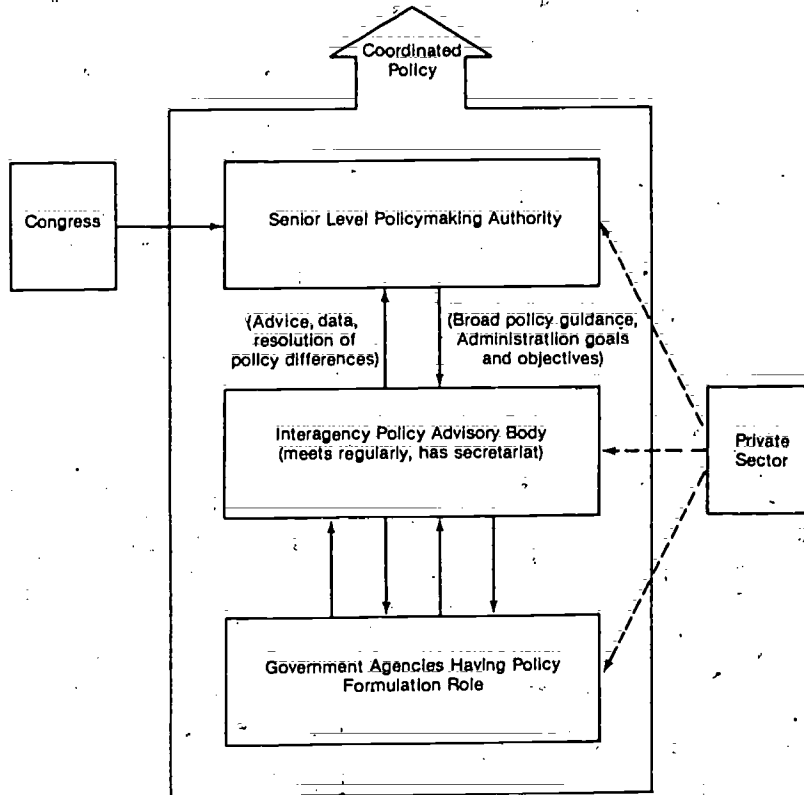 Coordinated
Policy
Congress
Senior Level Policymaking Authority
(Advice, data,
resolution of
policy differences)
(Broad policy guidance,
Administratiion goals
and objectives)
Interagency Policy Advisory Body
(meets regularly, has secretariat)
Private
Sector
Government Agencies Having Policy
Formulation Role